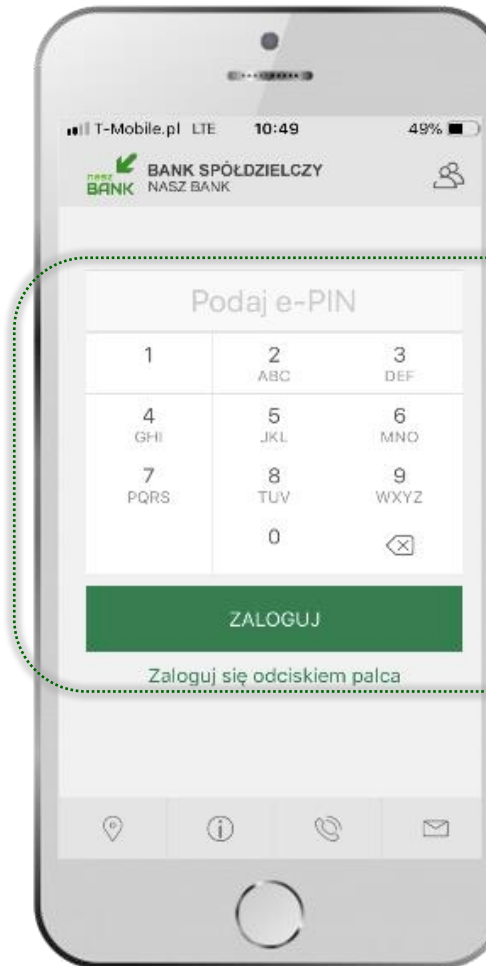 T-Mobile.pl LTE 10:49 49%
nasz BANK
BANK SPÓŁDZIELCZY
NASZ BANK
Podaj e-PIN
1 2 3
ABC DEF
4 5 6
GHI JKL MNO
7 8 9
PQRS TUV WXYZ
0
ZALOGUJ
Zaloguj się odciskiem palca